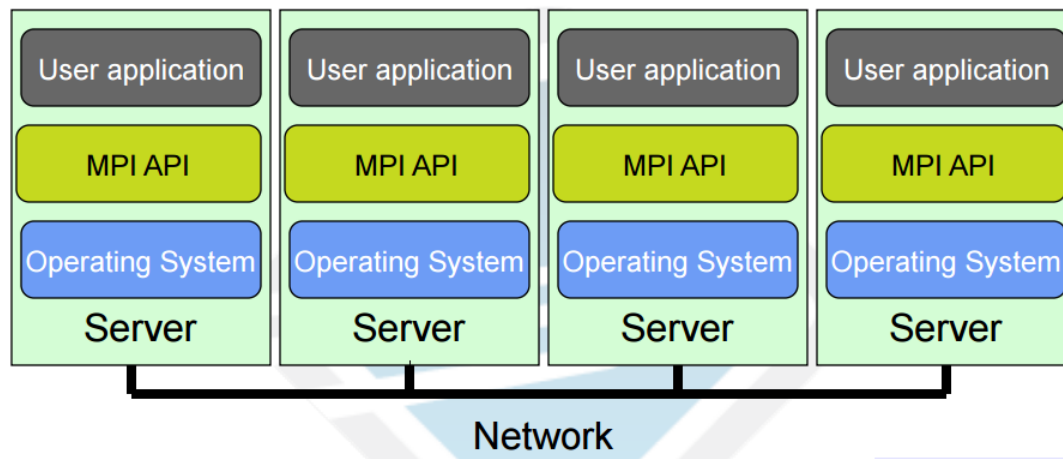 User application User application User application User application
MPI API MPI API MPI API MPI API
Operating System Operating System Operating System Operating System
Server Server Server Server
Network